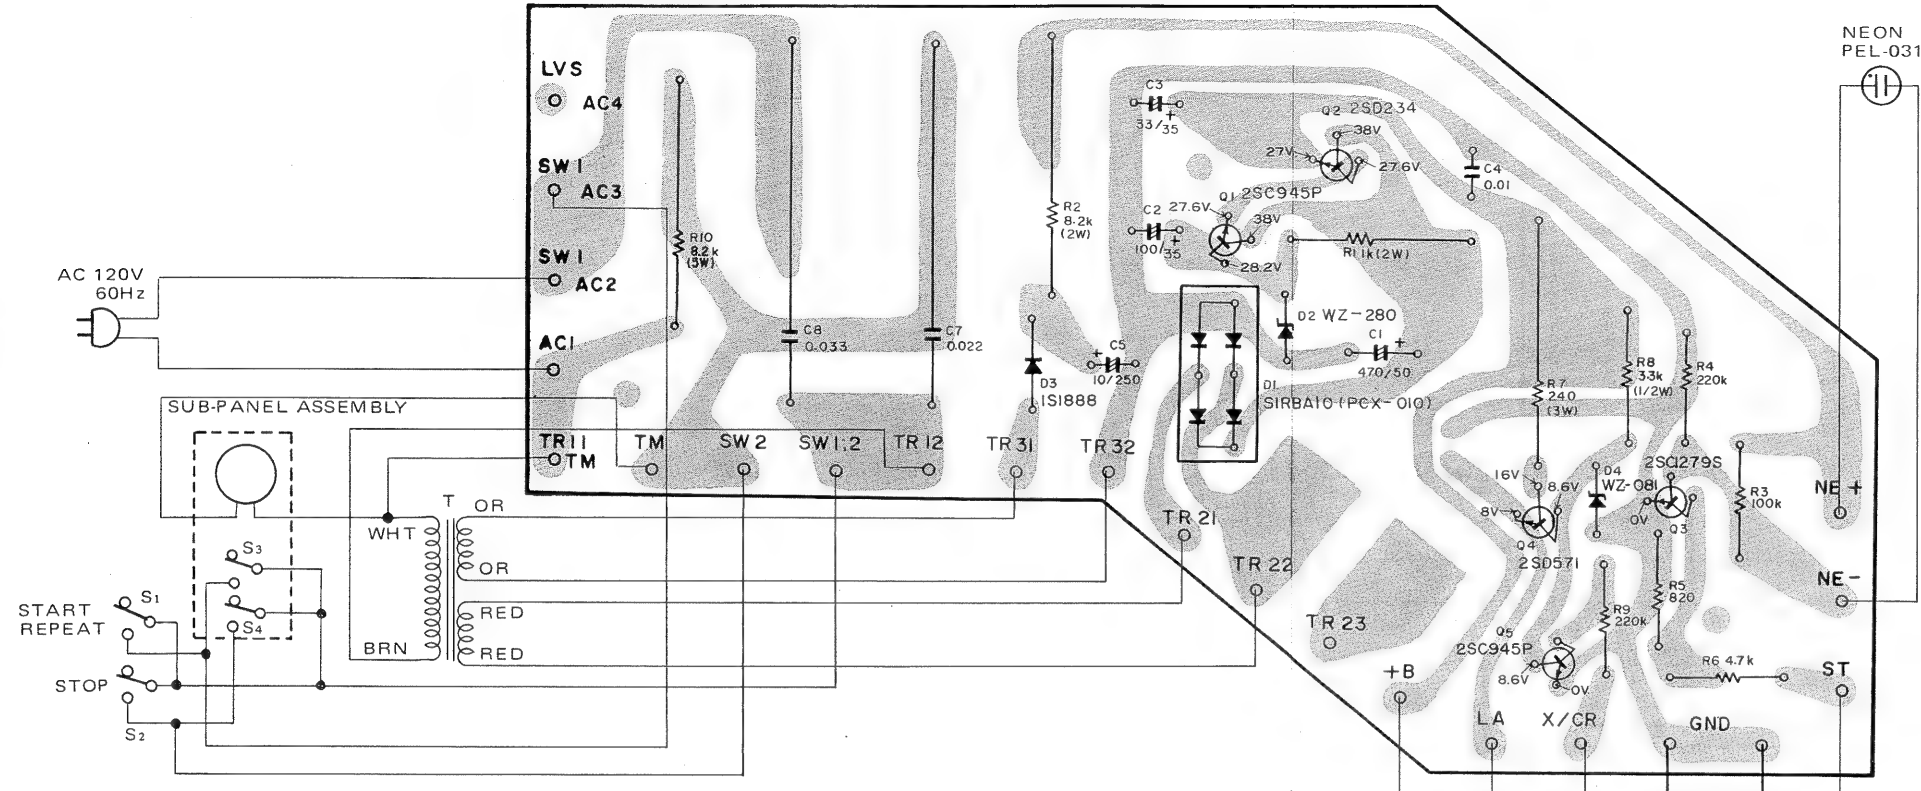 NEON
PEL-031
LVS
AC4
SW1
AC3
SW1
AC2
AC 120V
60Hz
AC1
R10
8.2k
(3W)
C8
0.033
C7
0.022
R2
8.2k
(2W)
C3
33/35
+
Q2 2SD234
38V
27V
27.6V
C4
0.01
Q1 2SC945P
27.6V
38V
28.2V
C2
100/35
+
R1 1k(2W)
D2 WZ-280
C1
+
470/50
D3
1S1888
+
C5
10/250
D1
SIRBA10 (PCX-010)
R7
240
(3W)
R8
33k
(1/2W)
R4
220k
SUB-PANEL ASSEMBLY
TR11
TM
TM
SW2
SW1,2
TR12
TR31
TR32
16V
8.6V
8V
Q4
2SD571
D4
WZ-081
2SC1279S
0V
Q3
R3
100k
NE+
T
OR
WHT
OR
TR21
TR22
TR23
NE-
S3
S4
START
REPEAT
S1
RED
BRN
RED
STOP
S2
R9
220k
R5
820
Q5
2SC945P
8.6V
0V
R6 4.7k
+B
ST
LA
X/CR
GND